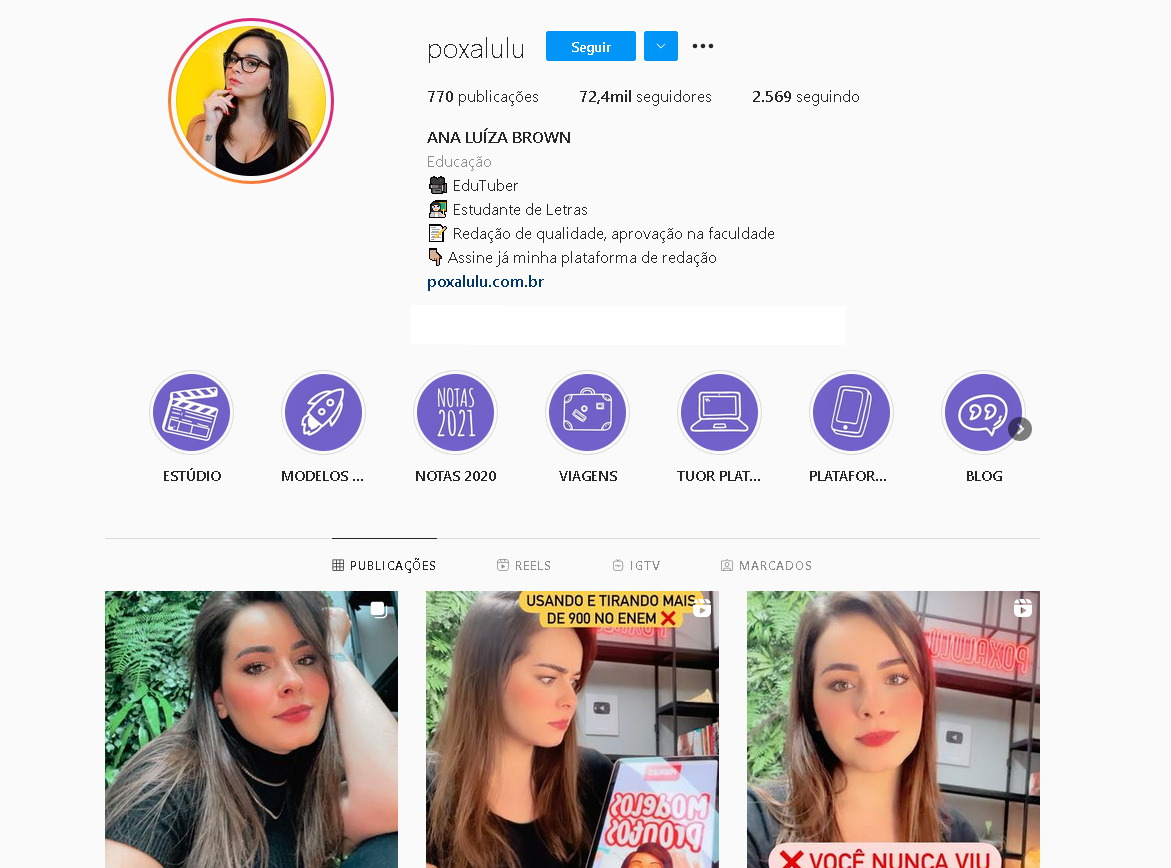 poxalulu
Seguir
770 publicações 72,4mil seguidores 2.569 seguindo
ANA LUÍZA BROWN
Educação
EduTuber
Estudante de Letras
Redação de qualidade, aprovação na faculdade
Assine já minha plataforma de redação
poxalulu.com.br
NOTAS
2021
ESTÚDIO MODELOS ... NOTAS 2020 VIAGENS TUOR PLAT... PLATAFOR... BLOG
PUBLICAÇÕES REELS IGTV MARCADOS
USANDO E TIRANDO MAIS
DE 900 NO ENEM ❌
POXALULU
MODELOS
PRONTOS
❌ VOCÊ NUNCA VIU